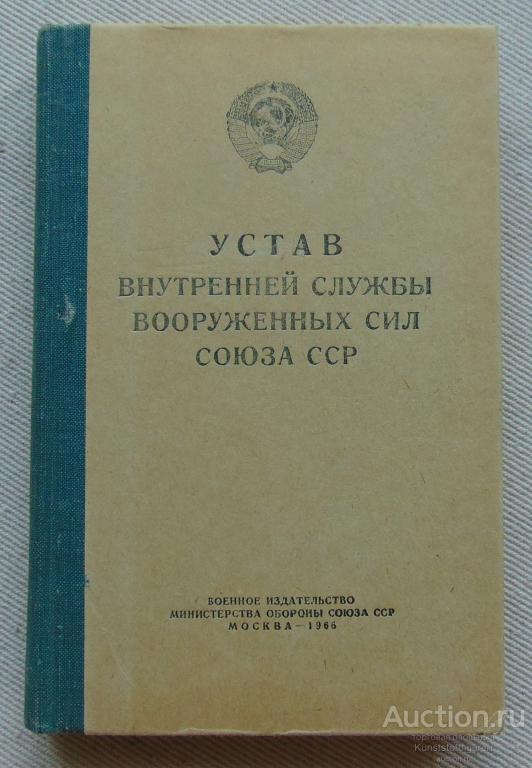 УСТАВ
ВНУТРЕННЕЙ СЛУЖБЫ
ВООРУЖЕННЫХ СИЛ
СОЮЗА ССР
ВОЕННОЕ ИЗДАТЕЛЬСТВО
МИНИСТЕРСТВА ОБОРОНЫ СОЮЗА ССР
МОСКВА — 1966
Auction.ru